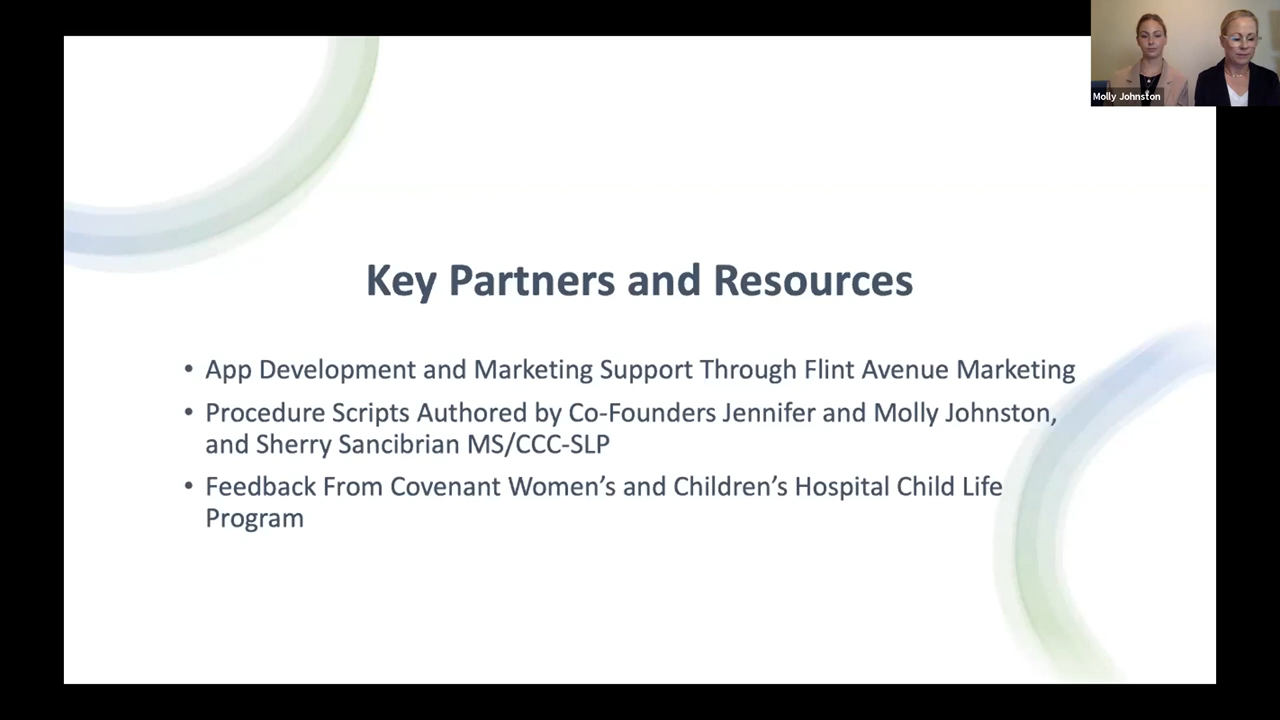 Molly Johnston
Key Partners and Resources
• App Development and Marketing Support Through Flint Avenue Marketing
• Procedure Scripts Authored by Co-Founders Jennifer and Molly Johnston,
and Sherry Sancibrian MS/CCC-SLP
• Feedback From Covenant Women’s and Children’s Hospital Child Life
Program